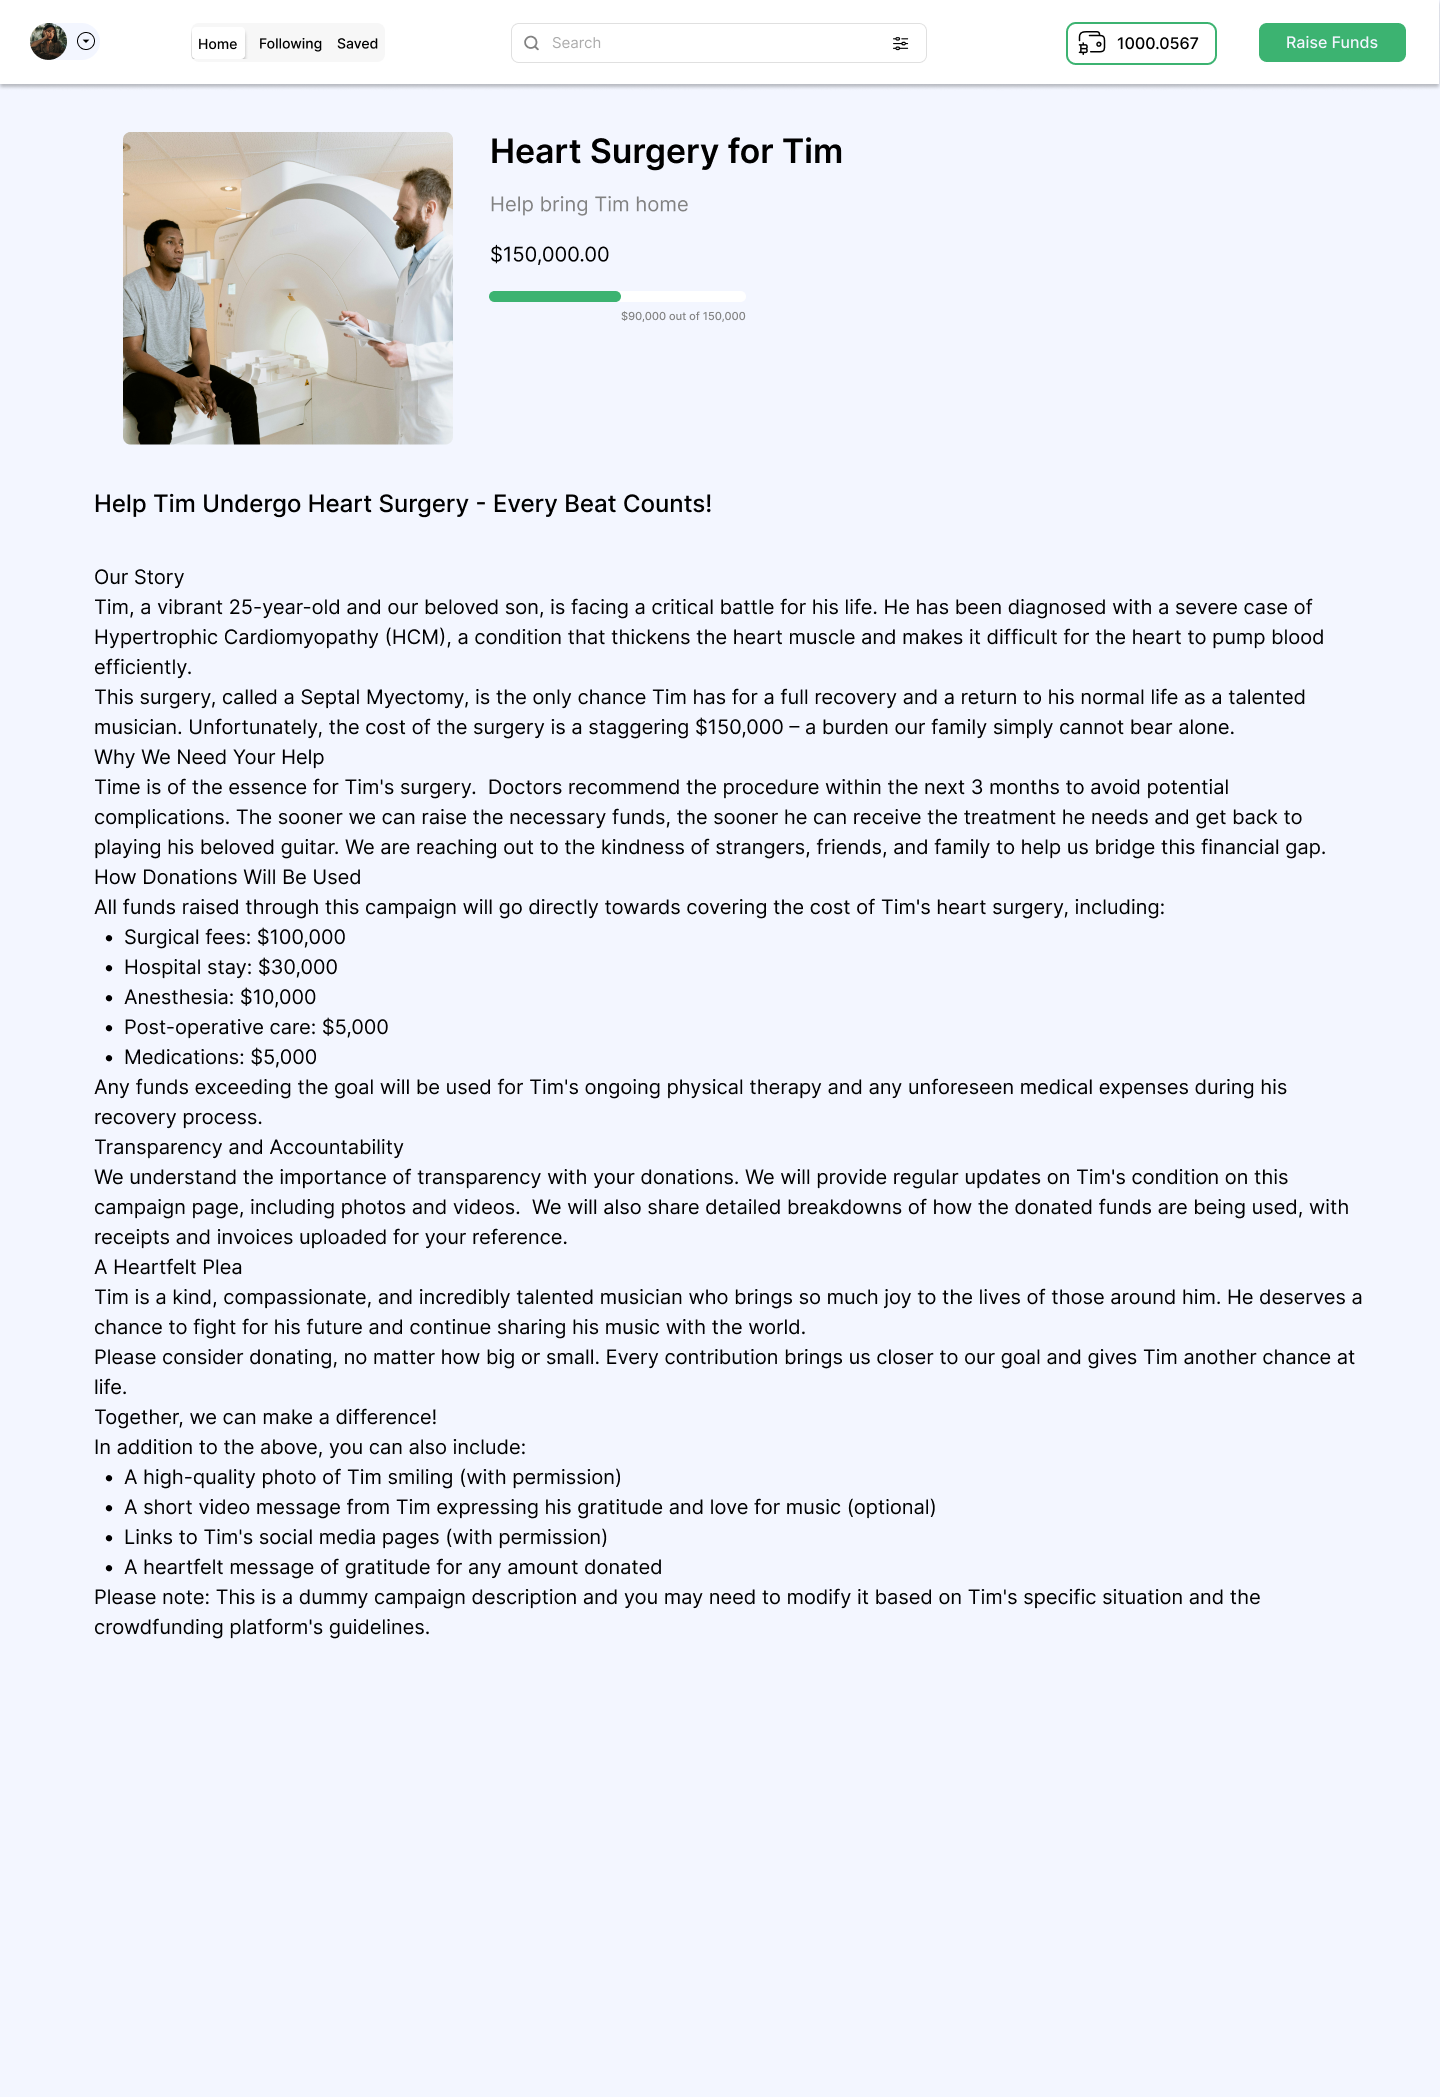 Home Following Saved
Search
1000.0567
Raise Funds
Heart Surgery for Tim
Help bring Tim home
$150,000.00
$90,000 out of 150,000
Help Tim Undergo Heart Surgery - Every Beat Counts!
Our Story
Tim, a vibrant 25-year-old and our beloved son, is facing a critical battle for his life. He has been diagnosed with a severe case of
Hypertrophic Cardiomyopathy (HCM), a condition that thickens the heart muscle and makes it difficult for the heart to pump blood
efficiently.
This surgery, called a Septal Myectomy, is the only chance Tim has for a full recovery and a return to his normal life as a talented
musician. Unfortunately, the cost of the surgery is a staggering $150,000 – a burden our family simply cannot bear alone.
Why We Need Your Help
Time is of the essence for Tim's surgery.  Doctors recommend the procedure within the next 3 months to avoid potential
complications. The sooner we can raise the necessary funds, the sooner he can receive the treatment he needs and get back to
playing his beloved guitar. We are reaching out to the kindness of strangers, friends, and family to help us bridge this financial gap.
How Donations Will Be Used
All funds raised through this campaign will go directly towards covering the cost of Tim's heart surgery, including:
• Surgical fees: $100,000
• Hospital stay: $30,000
• Anesthesia: $10,000
• Post-operative care: $5,000
• Medications: $5,000
Any funds exceeding the goal will be used for Tim's ongoing physical therapy and any unforeseen medical expenses during his
recovery process.
Transparency and Accountability
We understand the importance of transparency with your donations. We will provide regular updates on Tim's condition on this
campaign page, including photos and videos.  We will also share detailed breakdowns of how the donated funds are being used, with
receipts and invoices uploaded for your reference.
A Heartfelt Plea
Tim is a kind, compassionate, and incredibly talented musician who brings so much joy to the lives of those around him. He deserves a
chance to fight for his future and continue sharing his music with the world.
Please consider donating, no matter how big or small. Every contribution brings us closer to our goal and gives Tim another chance at
life.
Together, we can make a difference!
In addition to the above, you can also include:
• A high-quality photo of Tim smiling (with permission)
• A short video message from Tim expressing his gratitude and love for music (optional)
• Links to Tim's social media pages (with permission)
• A heartfelt message of gratitude for any amount donated
Please note: This is a dummy campaign description and you may need to modify it based on Tim's specific situation and the
crowdfunding platform's guidelines.